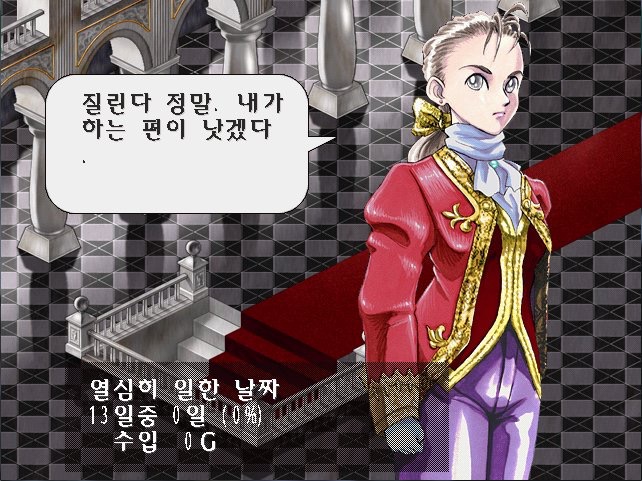 질린다 정말. 내가
하는 편이 낫겠다
.
열심히 일한 날짜
13일중 0일 (0%)
수입 0G